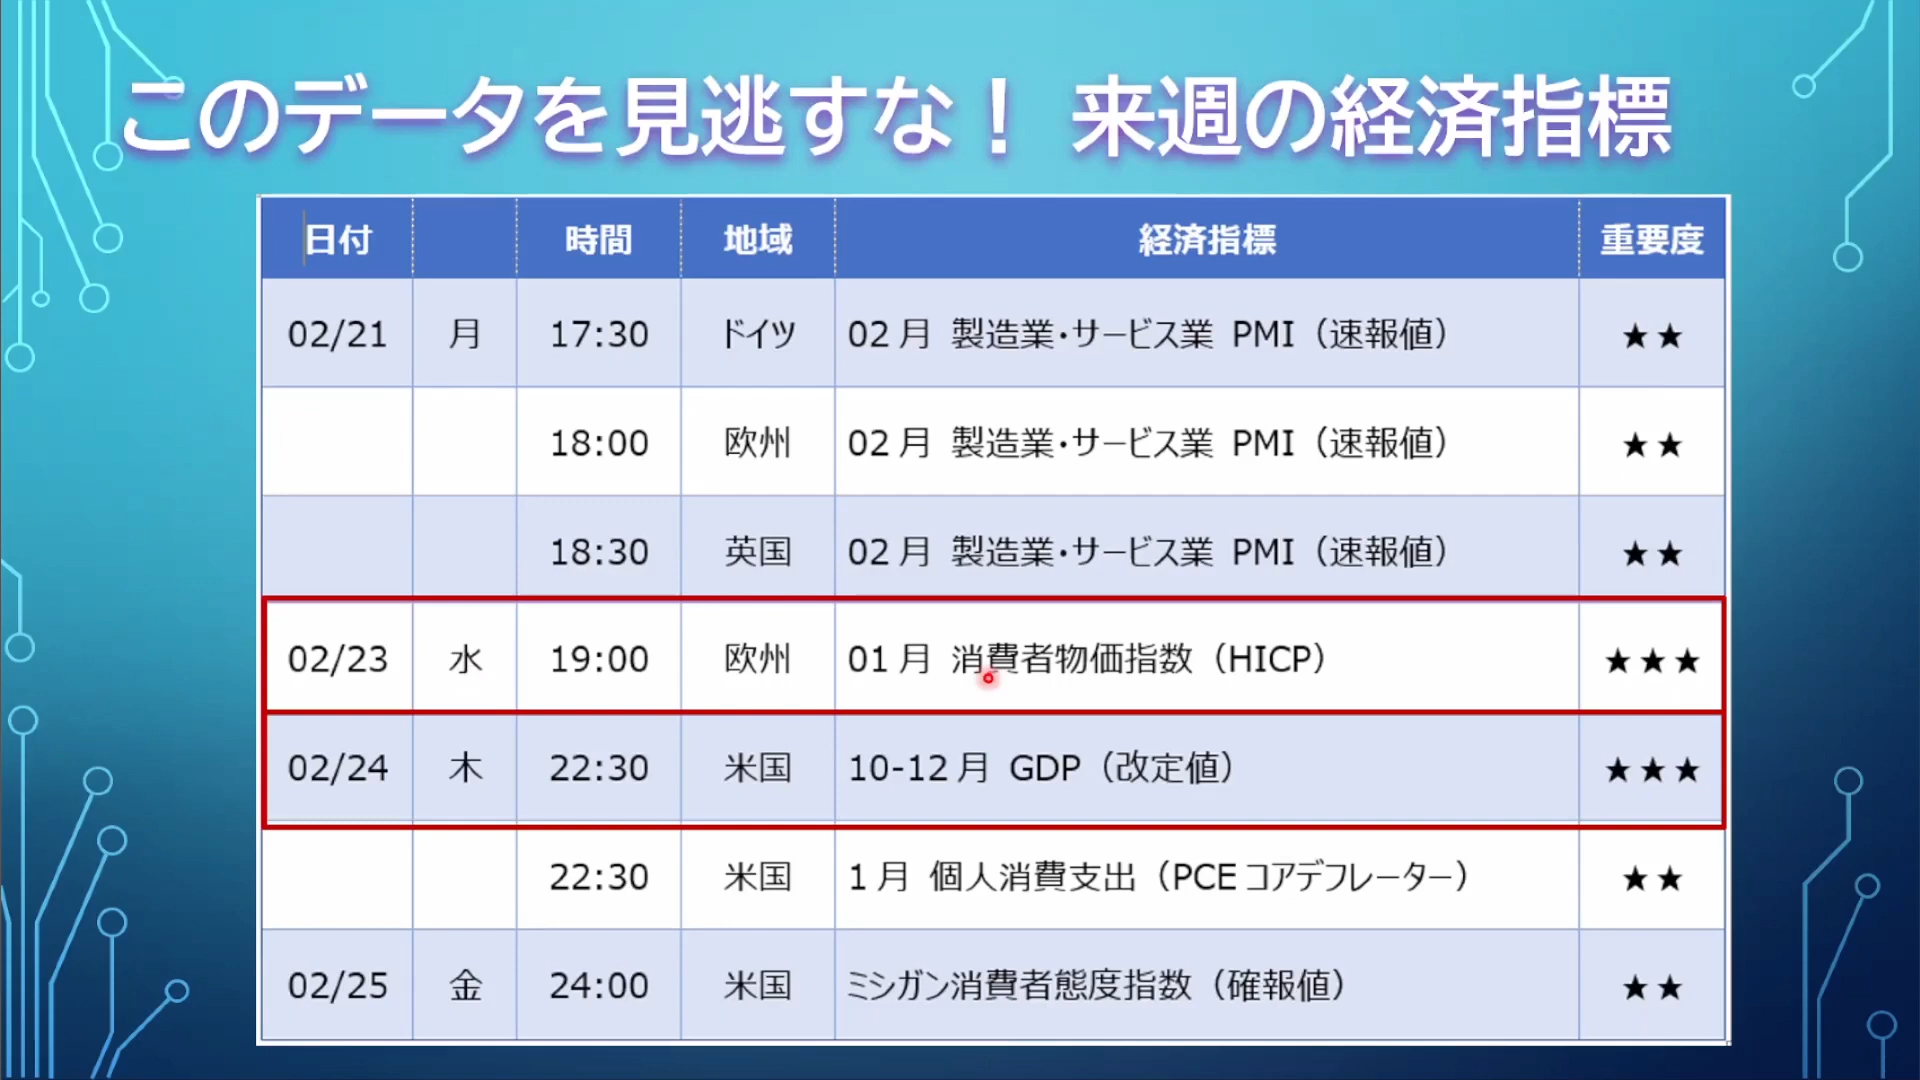 このデータを見逃すな！ 来週の経済指標
日付 時間 地域 経済指標 重要度
02/21 月 17:30 ドイツ 02月 製造業・サービス業 PMI（速報値） ★★
18:00 欧州 02月 製造業・サービス業 PMI（速報値） ★★
18:30 英国 02月 製造業・サービス業 PMI（速報値） ★★
02/23 水 19:00 欧州 01月 消費者物価指数（HICP） ★★★
02/24 木 22:30 米国 10-12月 GDP（改定値） ★★★
22:30 米国 1月 個人消費支出（PCEコアデフレーター） ★★
02/25 金 24:00 米国 ミシガン消費者態度指数（確報値） ★★